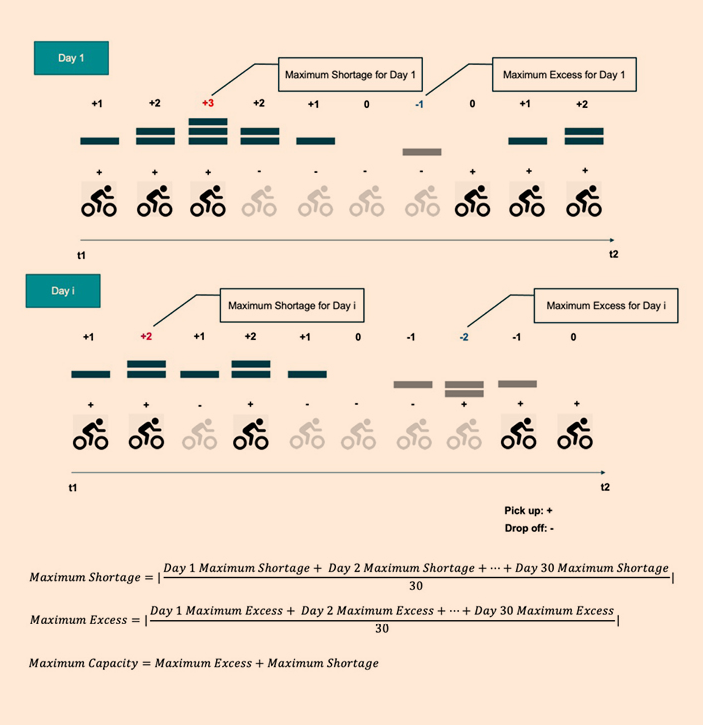 Day 1
Maximum Shortage for Day 1
Maximum Excess for Day 1
+1 +2 +3 +2 +1 0 -1 0 +1 +2
+ + + - - - - + + +
t1 t2
Day i
Maximum Shortage for Day i
Maximum Excess for Day i
+1 +2 +1 +2 +1 0 -1 -2 -1 0
+ + - + - - - + + +
t1 t2
Pick up: +
Drop off: -
Maximum Shortage = | Day 1 Maximum Shortage + Day 2 Maximum Shortage + ⋯ + Day 30 Maximum Shortage / 30 |
Maximum Excess = | Day 1 Maximum Excess + Day 2 Maximum Excess + ⋯ + Day 30 Maximum Excess / 30 |
Maximum Capacity = Maximum Excess + Maximum Shortage